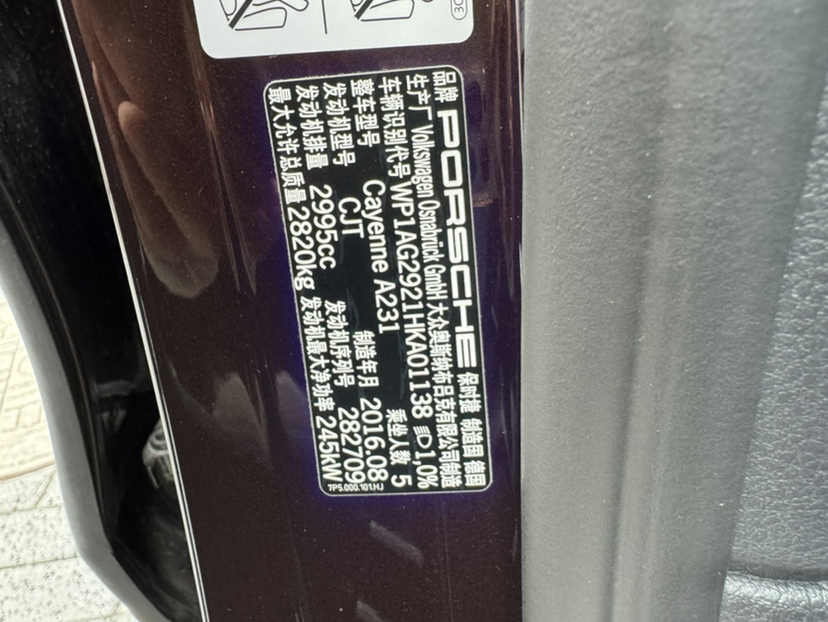 品牌 PORSCHE 保时捷 制造国 德国
生产厂 Volkswagen Osnabrück GmbH 大众奥斯纳布吕克有限公司制造
车辆识别代号 WP1AG2921HKA01138 1,0%
整车型号 Cayenne A231 乘坐人数 5
发动机型号 CJT 制造年月 2016.08
发动机排量 2995cc 发动机序列号 282709
最大允许总质量 2820kg 发动机最大净功率 245kW
7P5.000.101.HJ